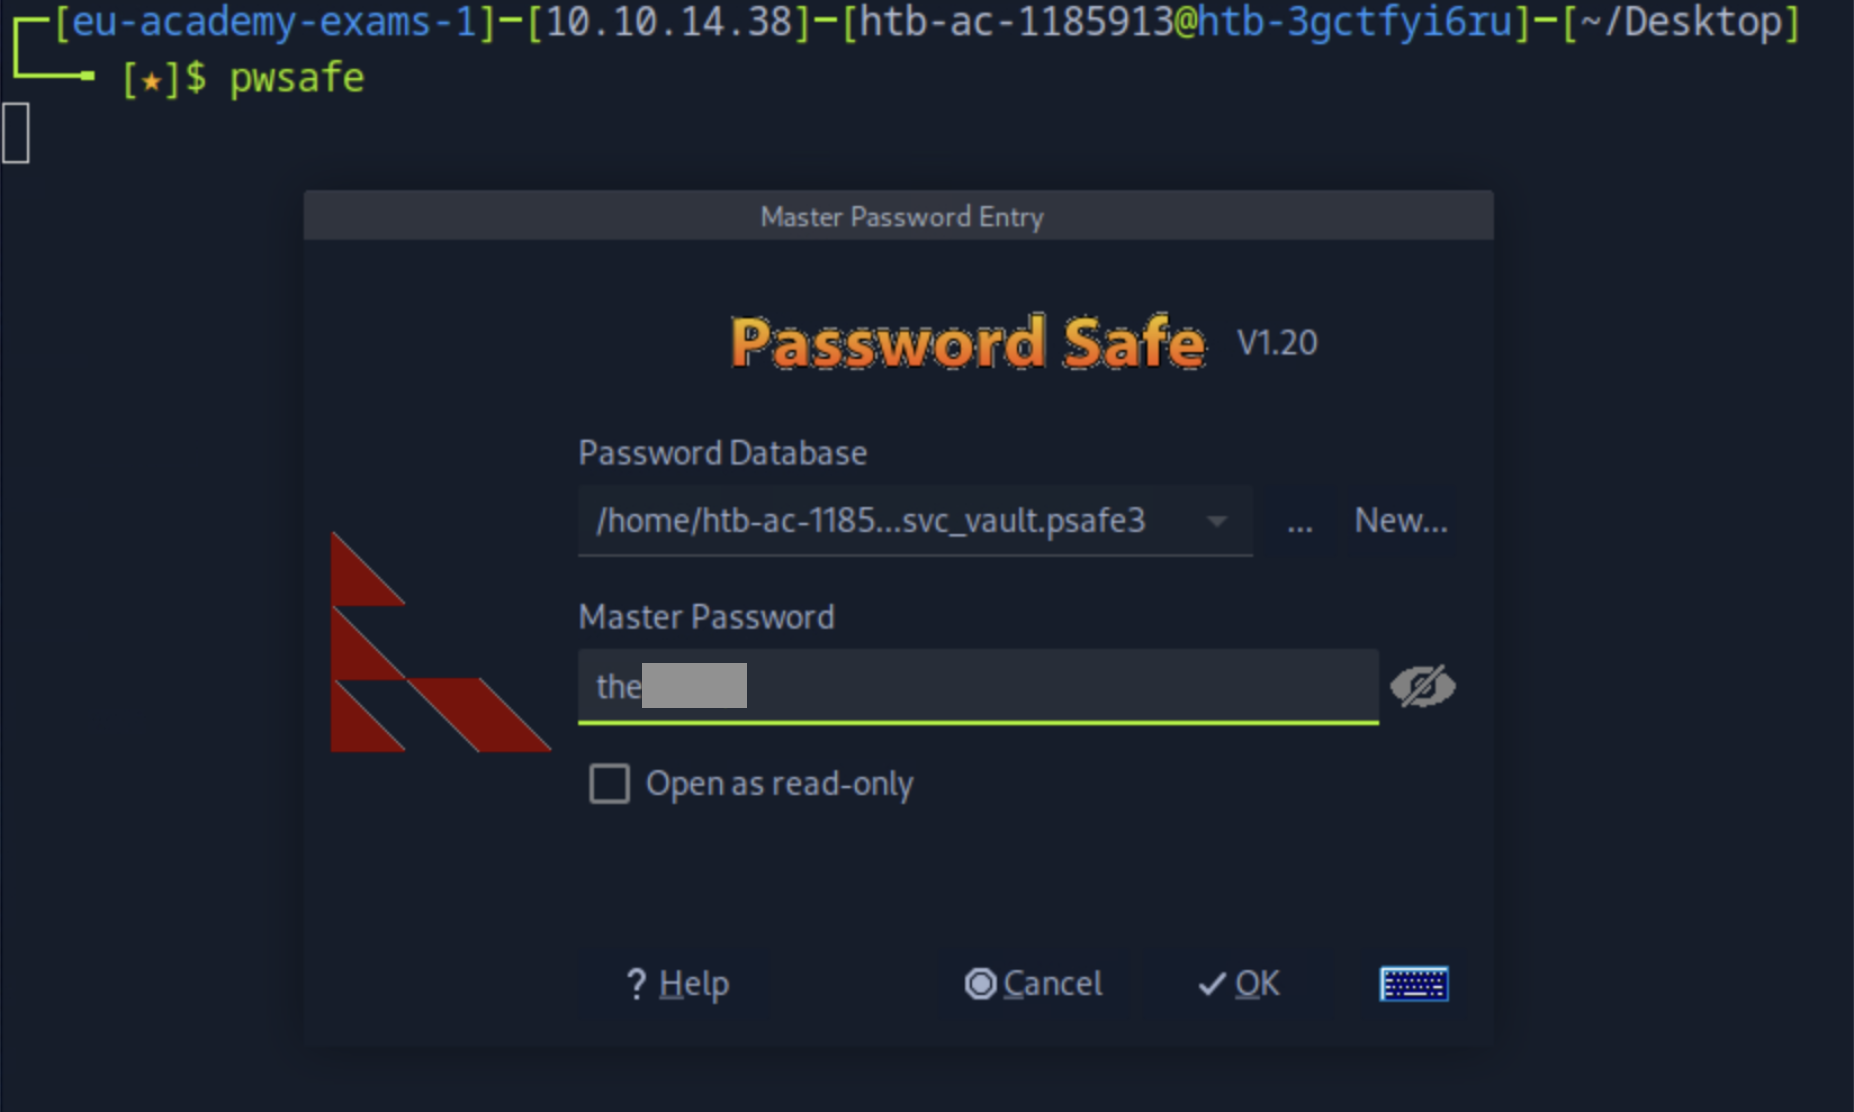 [eu-academy-exams-1]─[10.10.14.38]─[htb-ac-1185913@htb-3gctfyi6ru]─[~/Desktop]
[★]$ pwsafe
Master Password Entry
Password Safe V1.20
Password Database
/home/htb-ac-1185...svc_vault.psafe3 ... New...
Master Password
the
Open as read-only
? Help Cancel OK